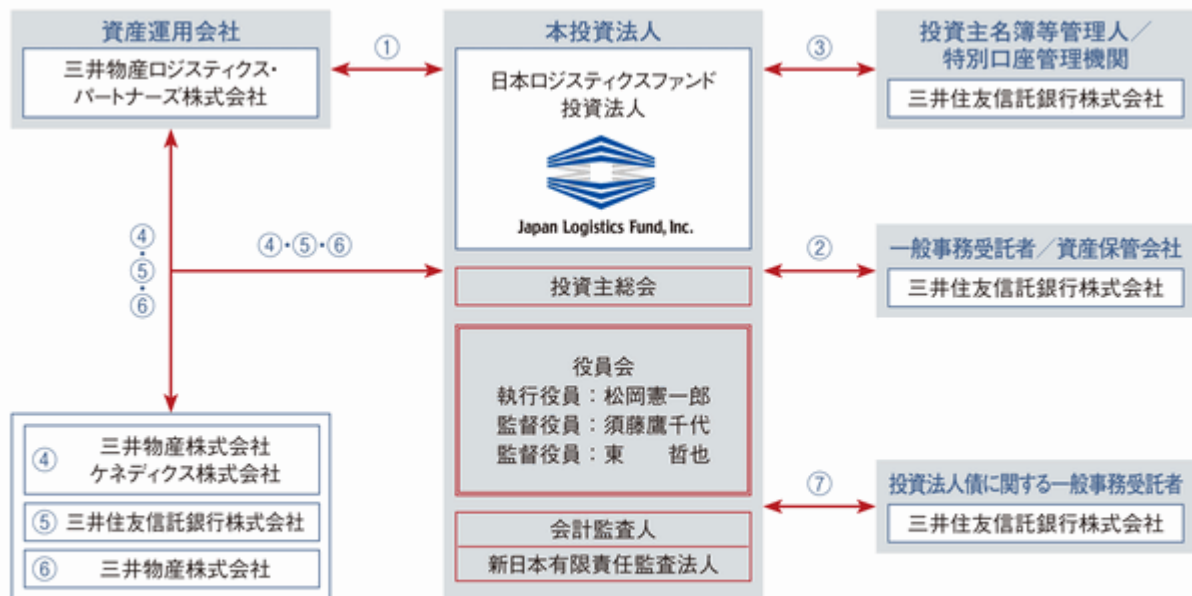 資産運用会社
三井物産ロジスティクス・
パートナーズ株式会社
①
本投資法人
日本ロジスティクスファンド
投資法人
Japan Logistics Fund, Inc.
③
投資主名簿等管理人／
特別口座管理機関
三井住友信託銀行株式会社
④・⑤・⑥
④・⑤・⑥
投資主総会
②
一般事務受託者／資産保管会社
三井住友信託銀行株式会社
役員会
執行役員：松岡憲一郎
監督役員：須藤鷹千代
監督役員：東　　哲也
④
三井物産株式会社
ケネディクス株式会社
⑤ 三井住友信託銀行株式会社
⑥ 三井物産株式会社
会計監査人
新日本有限責任監査法人
⑦
投資法人債に関する一般事務受託者
三井住友信託銀行株式会社